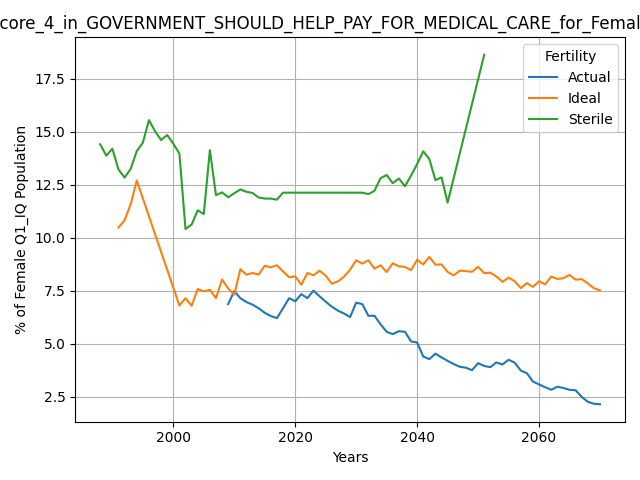 core_4_in_GOVERNMENT_SHOULD_HELP_PAY_FOR_MEDICAL_CARE_for_Femal
Fertility
Actual
Ideal
Sterile
% of Female Q1_IQ Population
17.5
15.0
12.5
10.0
7.5
5.0
2.5
2000 2020 2040 2060
Years